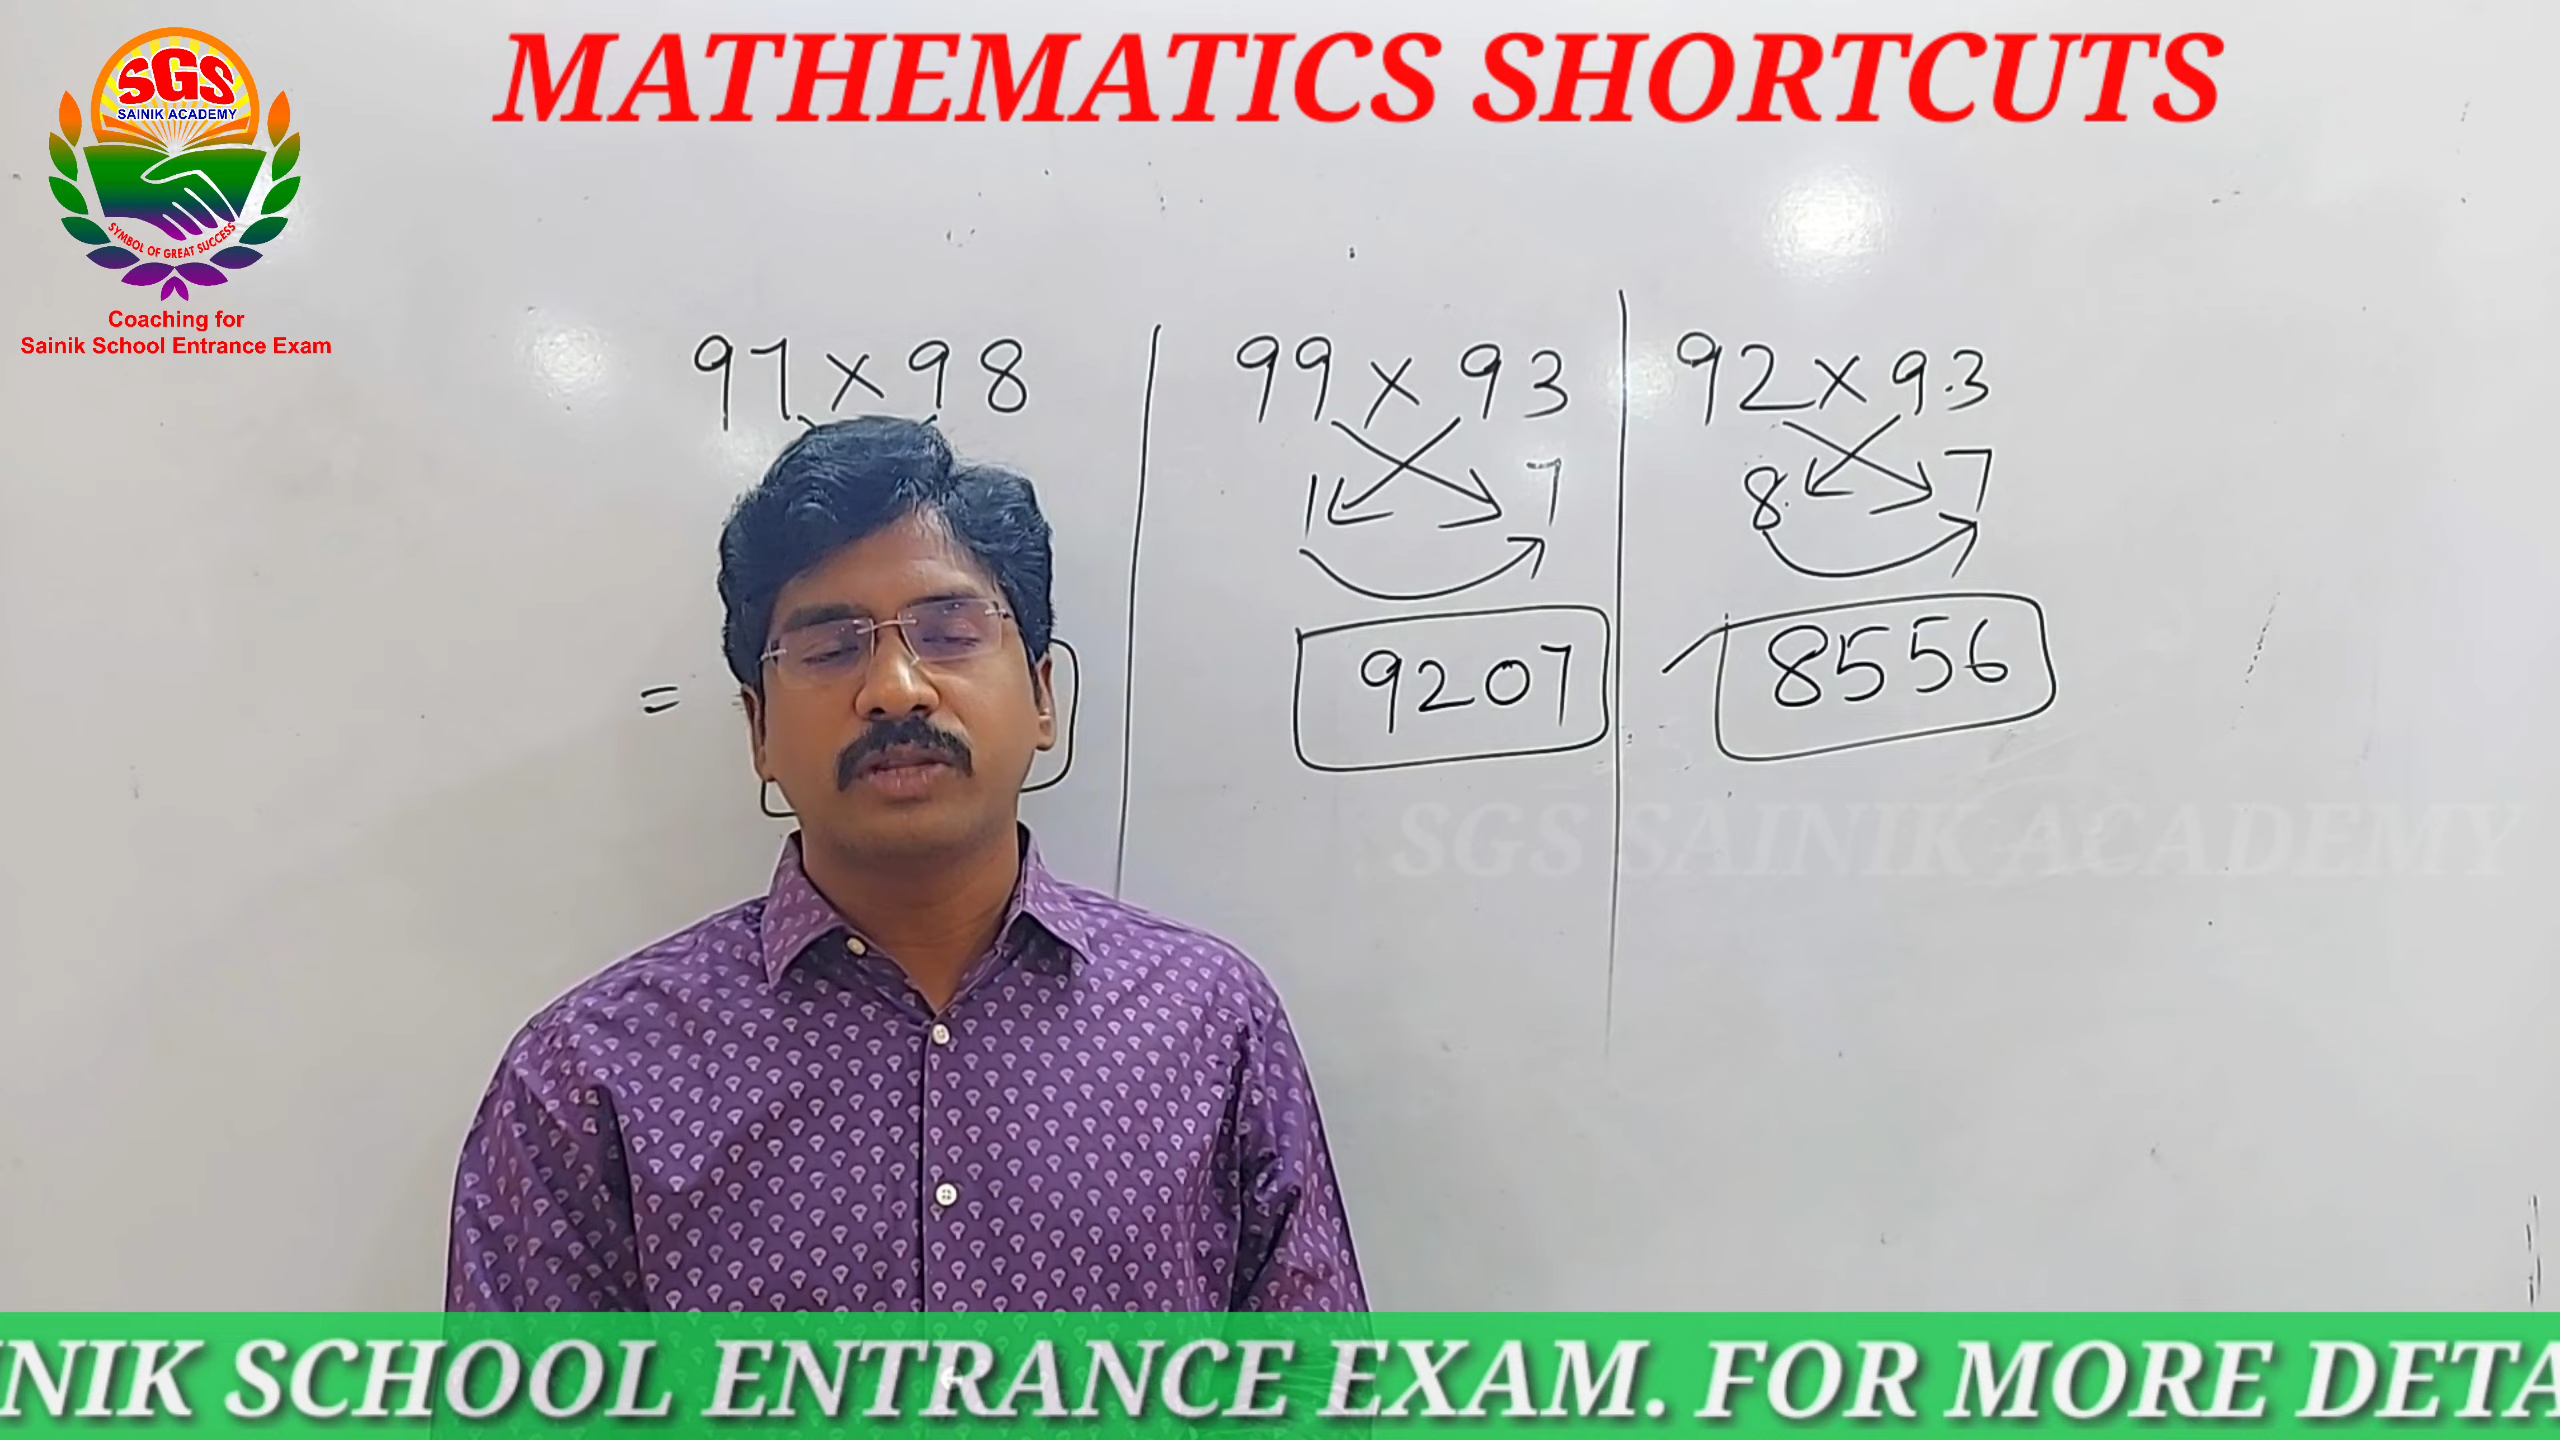 MATHEMATICS SHORTCUTS
SGS
SAINIK ACADEMY
SYMBOL OF GREAT SUCCESS
Coaching for
Sainik School Entrance Exam
97 × 98
=
99 × 93
1 7
9207
92 × 93
8 7
8556
SGS SAINIK ACADEMY
NIK SCHOOL ENTRANCE EXAM. FOR MORE DETA